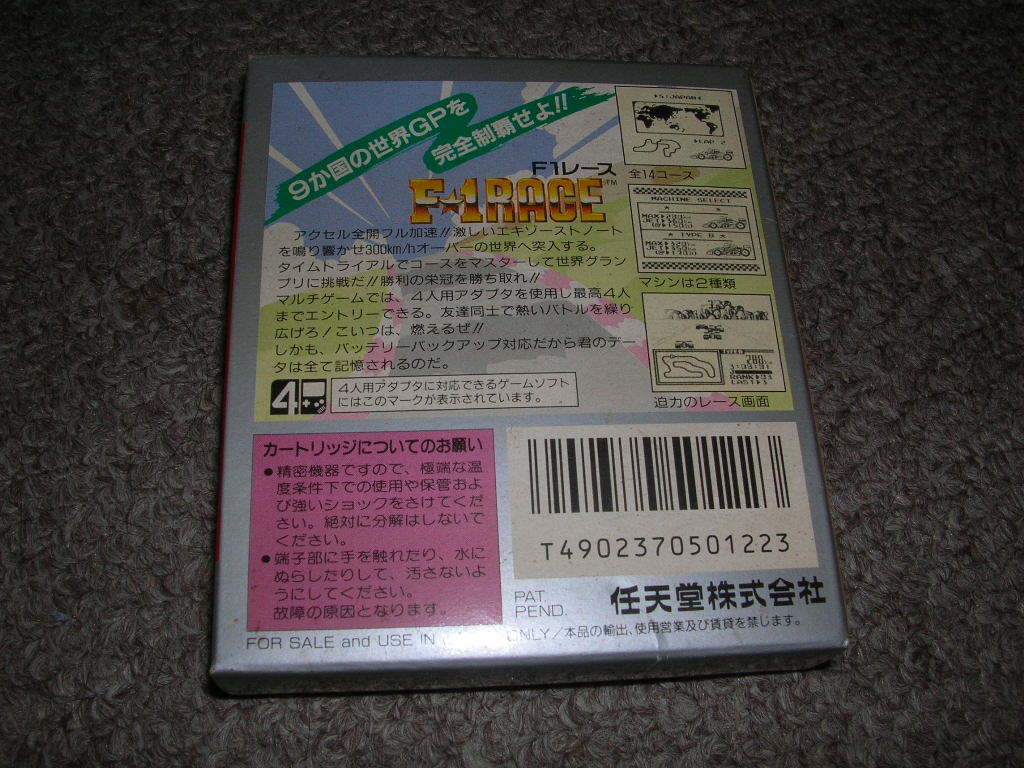 9か国の世界GPを
完全制覇せよ!!
F1レース
F★1 RACE™
アクセル全開フル加速!!激しいエキゾーストノート
を鳴り響かせ300km/hオーバーの世界へ突入する。
タイムトライアルでコースをマスターして世界グラン
プリに挑戦だ!!勝利の栄冠を勝ち取れ!!
マルチゲームでは、4人用アダプタを使用し最高4人
までエントリーできる。友達同士で熱いバトルを繰り
広げろ!こいつは、燃えるぜ!!
しかも、バッテリーバックアップ対応だから君のデー
タは全て記憶されるのだ。
4
4人用アダプタに対応できるゲームソフト
にはこのマークが表示されています。
5:JAPAN
LAP 2
全14コース
MACHINE SELECT
TYPE B
マシンは2種類
280
RANK
LAST
迫力のレース画面
カートリッジについてのお願い
●精密機器ですので、極端な温
度条件下での使用や保管およ
び強いショックをさけてくだ
さい。絶対に分解はしないで
ください。
●端子部に手を触れたり、水に
ぬらしたりして、汚さないよ
うにしてください。
故障の原因となります。
T4902370501223
PAT.
PEND.
任天堂株式会社
FOR SALE and USE IN ONLY/本品の輸出、使用営業及び賃貸を禁じます。